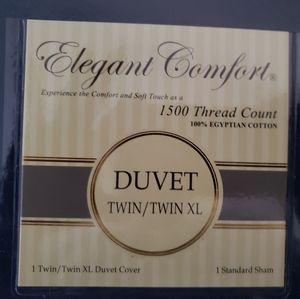 Elegant Comfort®
Experience the Comfort and Soft Touch as a
1500 Thread Count
100% EGYPTIAN COTTON
DUVET
TWIN/TWIN XL
1 Twin/Twin XL Duvet Cover
1 Standard Sham